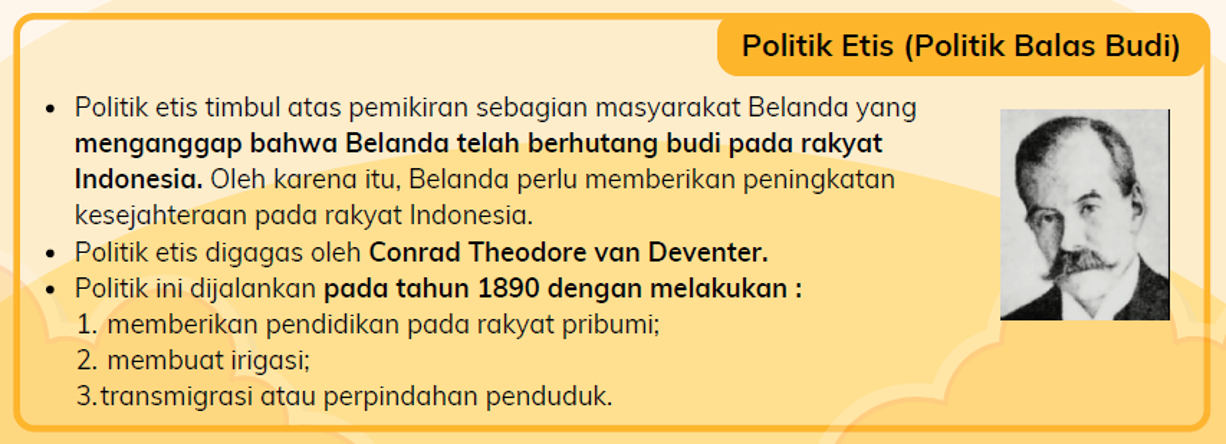 Politik Etis (Politik Balas Budi)
• Politik etis timbul atas pemikiran sebagian masyarakat Belanda yang
menganggap bahwa Belanda telah berhutang budi pada rakyat
Indonesia. Oleh karena itu, Belanda perlu memberikan peningkatan
kesejahteraan pada rakyat Indonesia.
• Politik etis digagas oleh Conrad Theodore van Deventer.
• Politik ini dijalankan pada tahun 1890 dengan melakukan :
1. memberikan pendidikan pada rakyat pribumi;
2. membuat irigasi;
3.transmigrasi atau perpindahan penduduk.